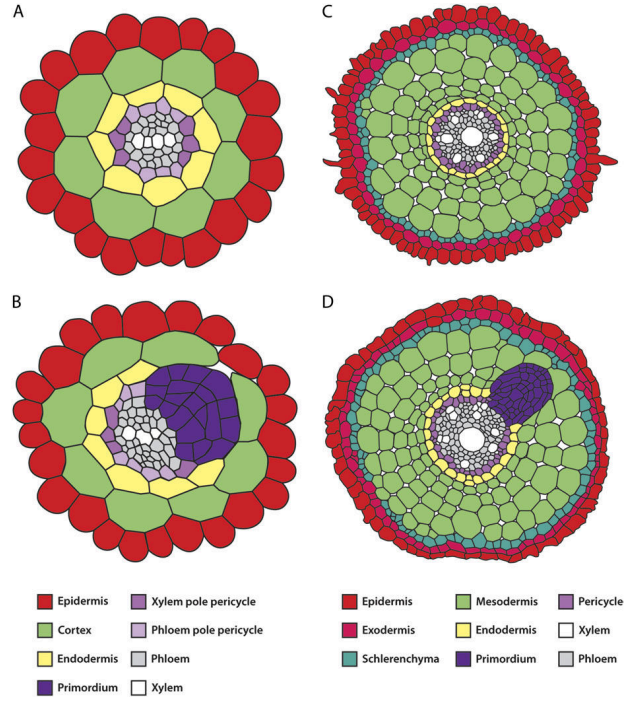 A
C
B
D
Epidermis
Xylem pole pericycle
Cortex
Phloem pole pericycle
Endodermis
Phloem
Primordium
Xylem
Epidermis
Mesodermis
Pericycle
Exodermis
Endodermis
Xylem
Schlerenchyma
Primordium
Phloem